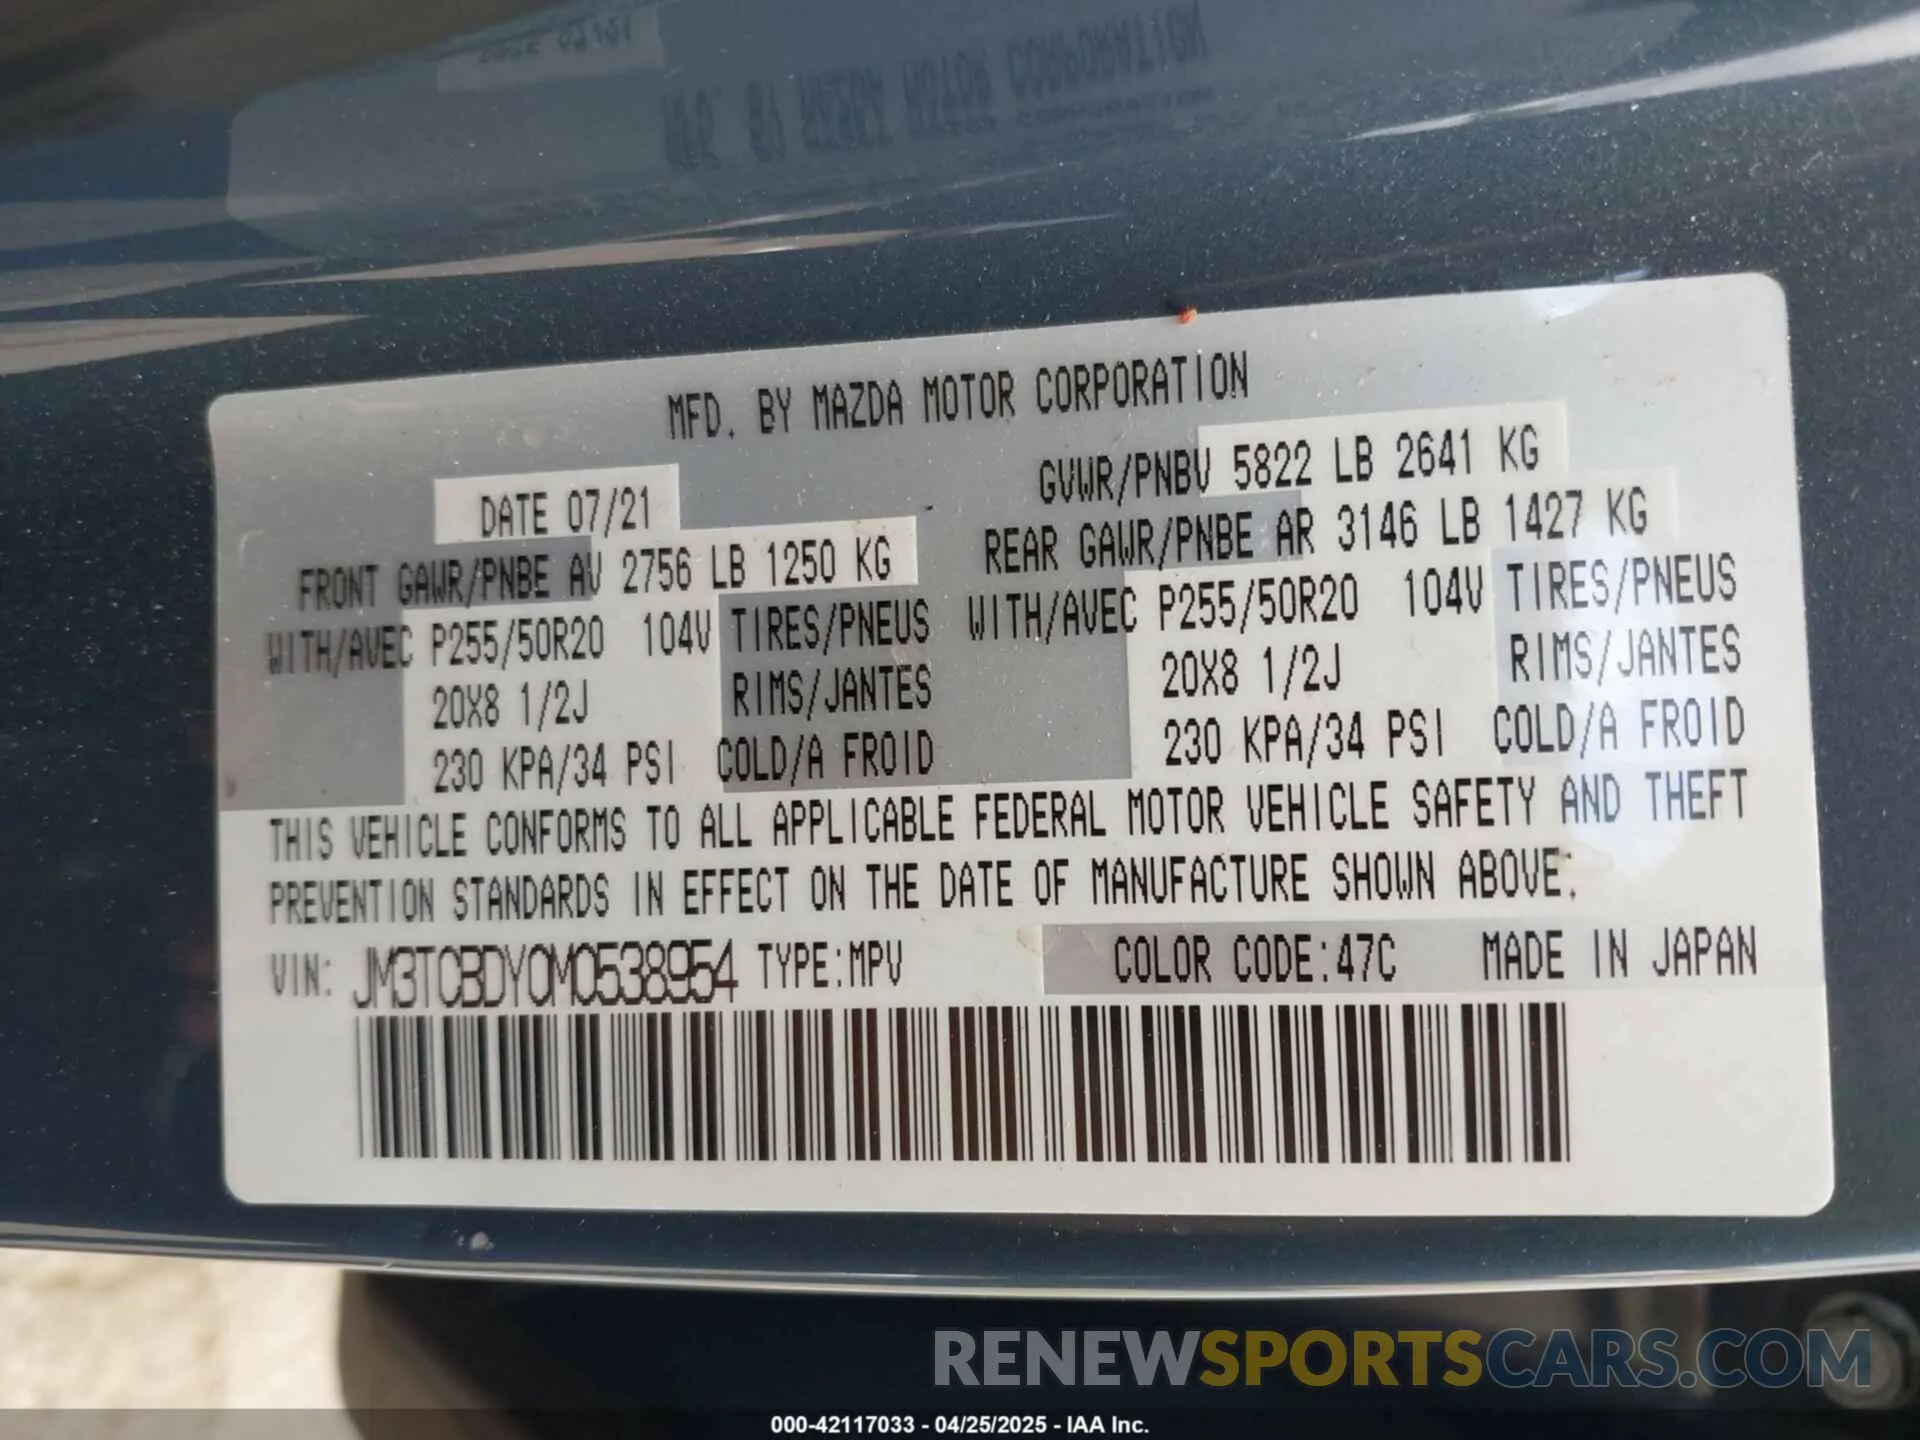 MFD. BY MAZDA MOTOR CORPORATION
DATE 07/21
GVWR/PNBV 5822 LB 2641 KG
FRONT GAWR/PNBE AV 2756 LB 1250 KG
REAR GAWR/PNBE AR 3146 LB 1427 KG
WITH/AVEC P255/50R20 104V TIRES/PNEUS
WITH/AVEC P255/50R20 104V TIRES/PNEUS
20X8 1/2J RIMS/JANTES
20X8 1/2J RIMS/JANTES
230 KPA/34 PSI COLD/A FROID
230 KPA/34 PSI COLD/A FROID
THIS VEHICLE CONFORMS TO ALL APPLICABLE FEDERAL MOTOR VEHICLE SAFETY AND THEFT
PREVENTION STANDARDS IN EFFECT ON THE DATE OF MANUFACTURE SHOWN ABOVE:
VIN: JM3TCBDY0M0538954 TYPE:MPV COLOR CODE:47C MADE IN JAPAN
RENEWSPORTSCARS.COM
000-42117033 - 04/25/2025 - IAA Inc.